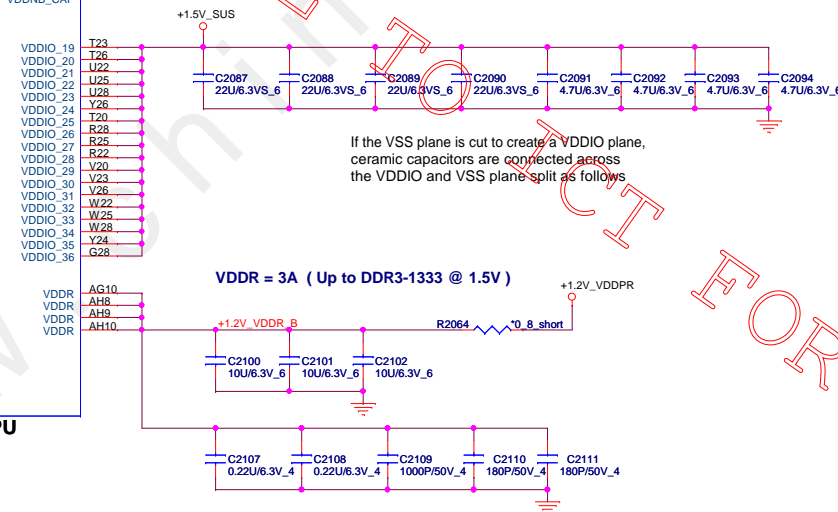 VDDNB_CAP
+1.5V_SUS
VDDIO_19 T23
VDDIO_20 T26
VDDIO_21 U22
VDDIO_22 U25
VDDIO_23 U28
VDDIO_24 Y26
VDDIO_25 T20
VDDIO_26 R28
VDDIO_27 R25
VDDIO_28 R22
VDDIO_29 V20
VDDIO_30 V23
VDDIO_31 V26
VDDIO_32 W22
VDDIO_33 W25
VDDIO_34 W28
VDDIO_35 Y24
VDDIO_36 G28
C2087 C2088 C2089 C2090 C2091 C2092 C2093 C2094
22U/6.3VS_6 22U/6.3VS_6 22U/6.3VS_6 22U/6.3VS_6 4.7U/6.3V_6 4.7U/6.3V_6 4.7U/6.3V_6 4.7U/6.3V_6
If the VSS plane is cut to create a VDDIO plane,
ceramic capacitors are connected across
the VDDIO and VSS plane split as follows
VDDR = 3A ( Up to DDR3-1333 @ 1.5V )
+1.2V_VDDPR
VDDR AG10
VDDR AH8
VDDR AH9
VDDR AH10
+1.2V_VDDR_B
R2064 *0_8_short
C2100 C2101 C2102
10U/6.3V_6 10U/6.3V_6 10U/6.3V_6
PU
C2107 C2108 C2109 C2110 C2111
0.22U/6.3V_4 0.22U/6.3V_4 1000P/50V_4 180P/50V_4 180P/50V_4
TO
ICT
FOR